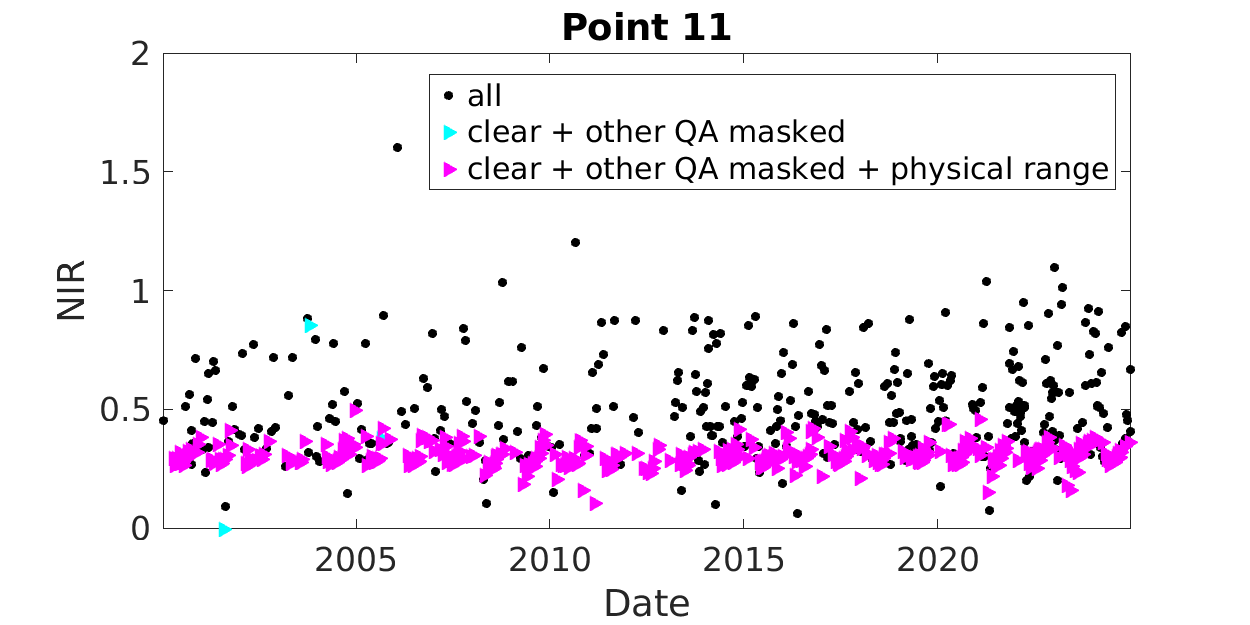 Point 11
2
1.5
1
0.5
0
NIR
all
clear + other QA masked
clear + other QA masked + physical range
2005 2010 2015 2020
Date